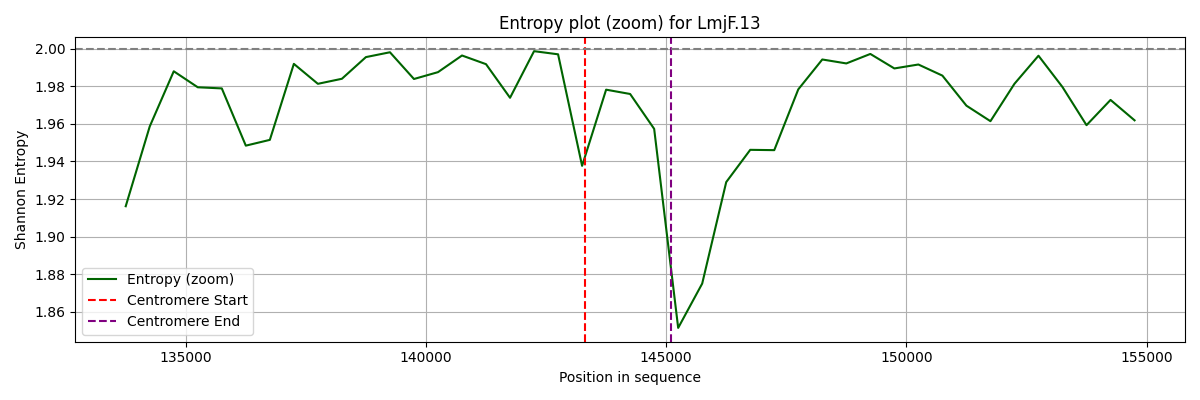 Entropy plot (zoom) for LmjF.13
Shannon Entropy
2.00
1.98
1.96
1.94
1.92
1.90
1.88
1.86
Entropy (zoom)
Centromere Start
Centromere End
135000
140000
145000
150000
155000
Position in sequence